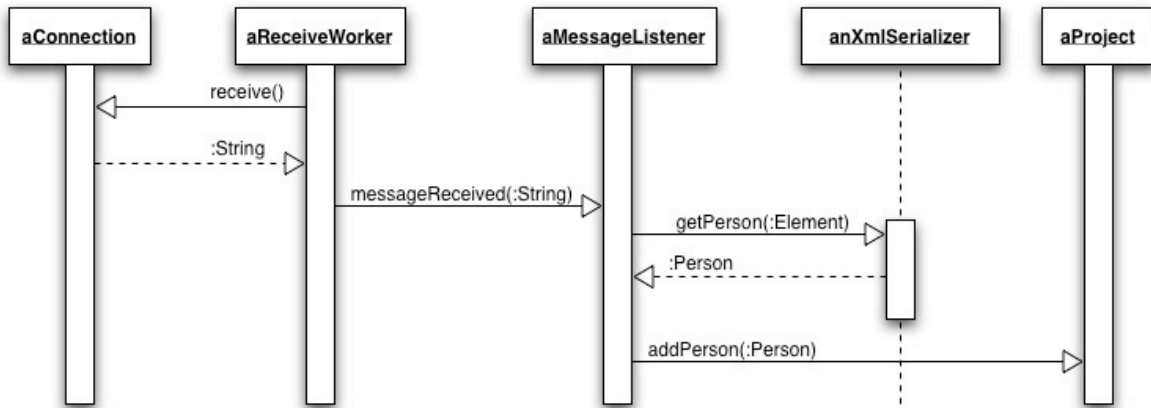 aConnection
aReceiveWorker
aMessageListener
anXmlSerializer
aProject
receive()
:String
messageReceived(:String)
getPerson(:Element)
:Person
addPerson(:Person)